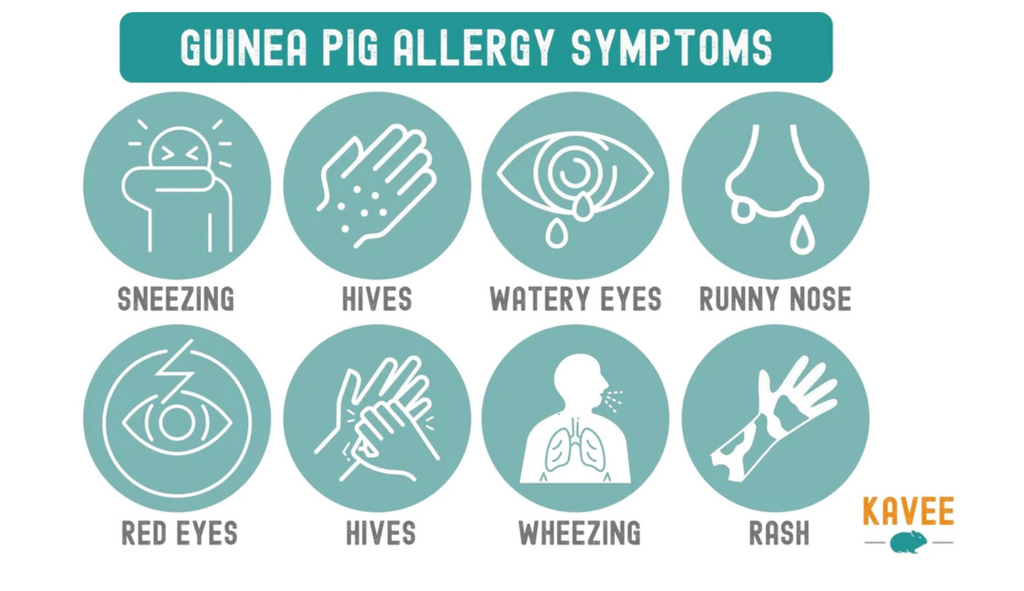 GUINEA PIG ALLERGY SYMPTOMS
SNEEZING
HIVES
WATERY EYES
RUNNY NOSE
RED EYES
HIVES
WHEEZING
RASH
KAVEE